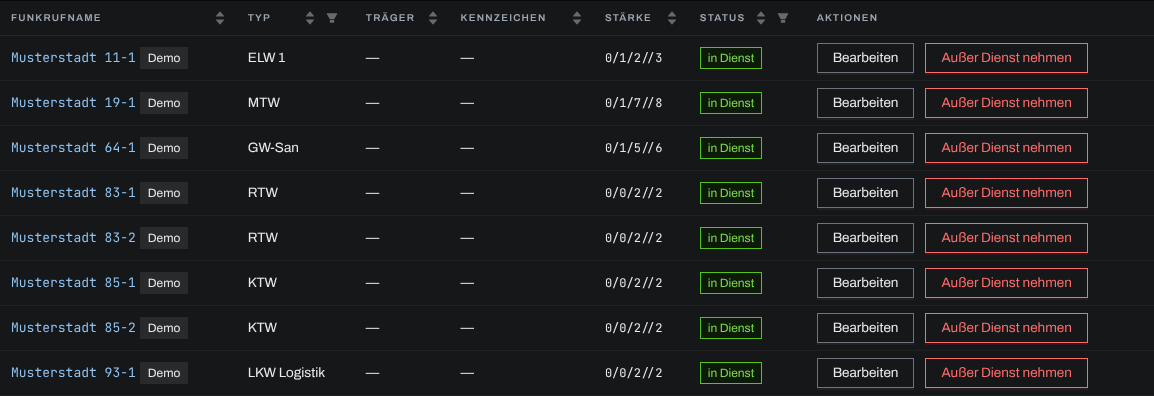 FUNKRUFNAME TYP TRÄGER KENNZEICHEN STÄRKE STATUS AKTIONEN
Musterstadt 11-1 Demo ELW 1 — — 0/1/2//3 in Dienst Bearbeiten Außer Dienst nehmen
Musterstadt 19-1 Demo MTW — — 0/1/7//8 in Dienst Bearbeiten Außer Dienst nehmen
Musterstadt 64-1 Demo GW-San — — 0/1/5//6 in Dienst Bearbeiten Außer Dienst nehmen
Musterstadt 83-1 Demo RTW — — 0/0/2//2 in Dienst Bearbeiten Außer Dienst nehmen
Musterstadt 83-2 Demo RTW — — 0/0/2//2 in Dienst Bearbeiten Außer Dienst nehmen
Musterstadt 85-1 Demo KTW — — 0/0/2//2 in Dienst Bearbeiten Außer Dienst nehmen
Musterstadt 85-2 Demo KTW — — 0/0/2//2 in Dienst Bearbeiten Außer Dienst nehmen
Musterstadt 93-1 Demo LKW Logistik — — 0/0/2//2 in Dienst Bearbeiten Außer Dienst nehmen